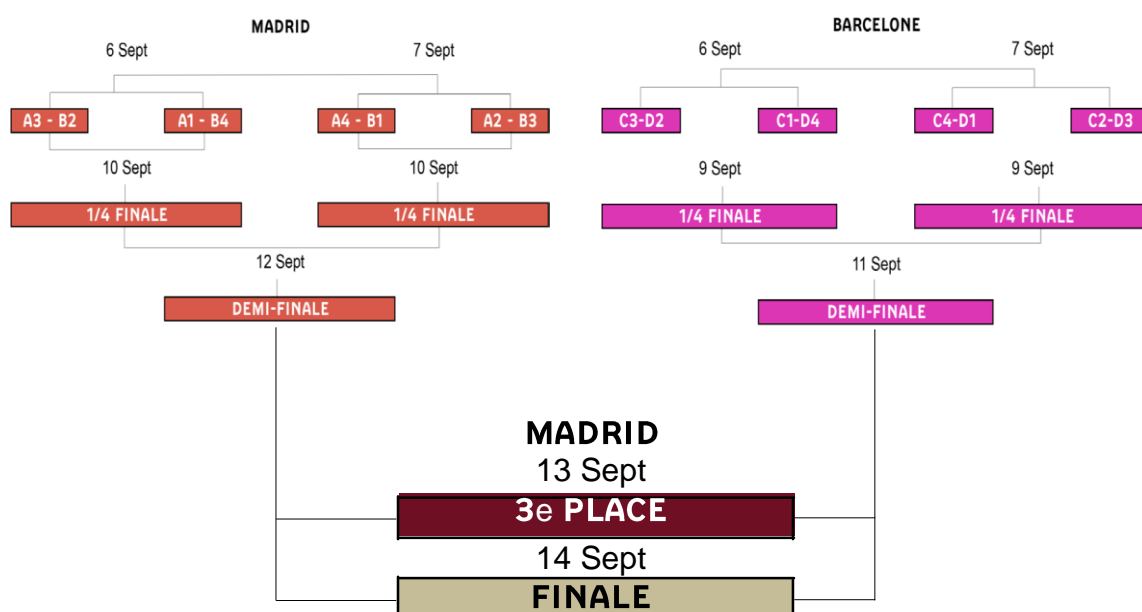 MADRID
6 Sept
7 Sept
A3 - B2
A1 - B4
A4 - B1
A2 - B3
10 Sept
10 Sept
1/4 FINALE
1/4 FINALE
12 Sept
DEMI-FINALE
BARCELONE
6 Sept
7 Sept
C3-D2
C1-D4
C4-D1
C2-D3
9 Sept
9 Sept
1/4 FINALE
1/4 FINALE
11 Sept
DEMI-FINALE
MADRID
13 Sept
3e PLACE
14 Sept
FINALE